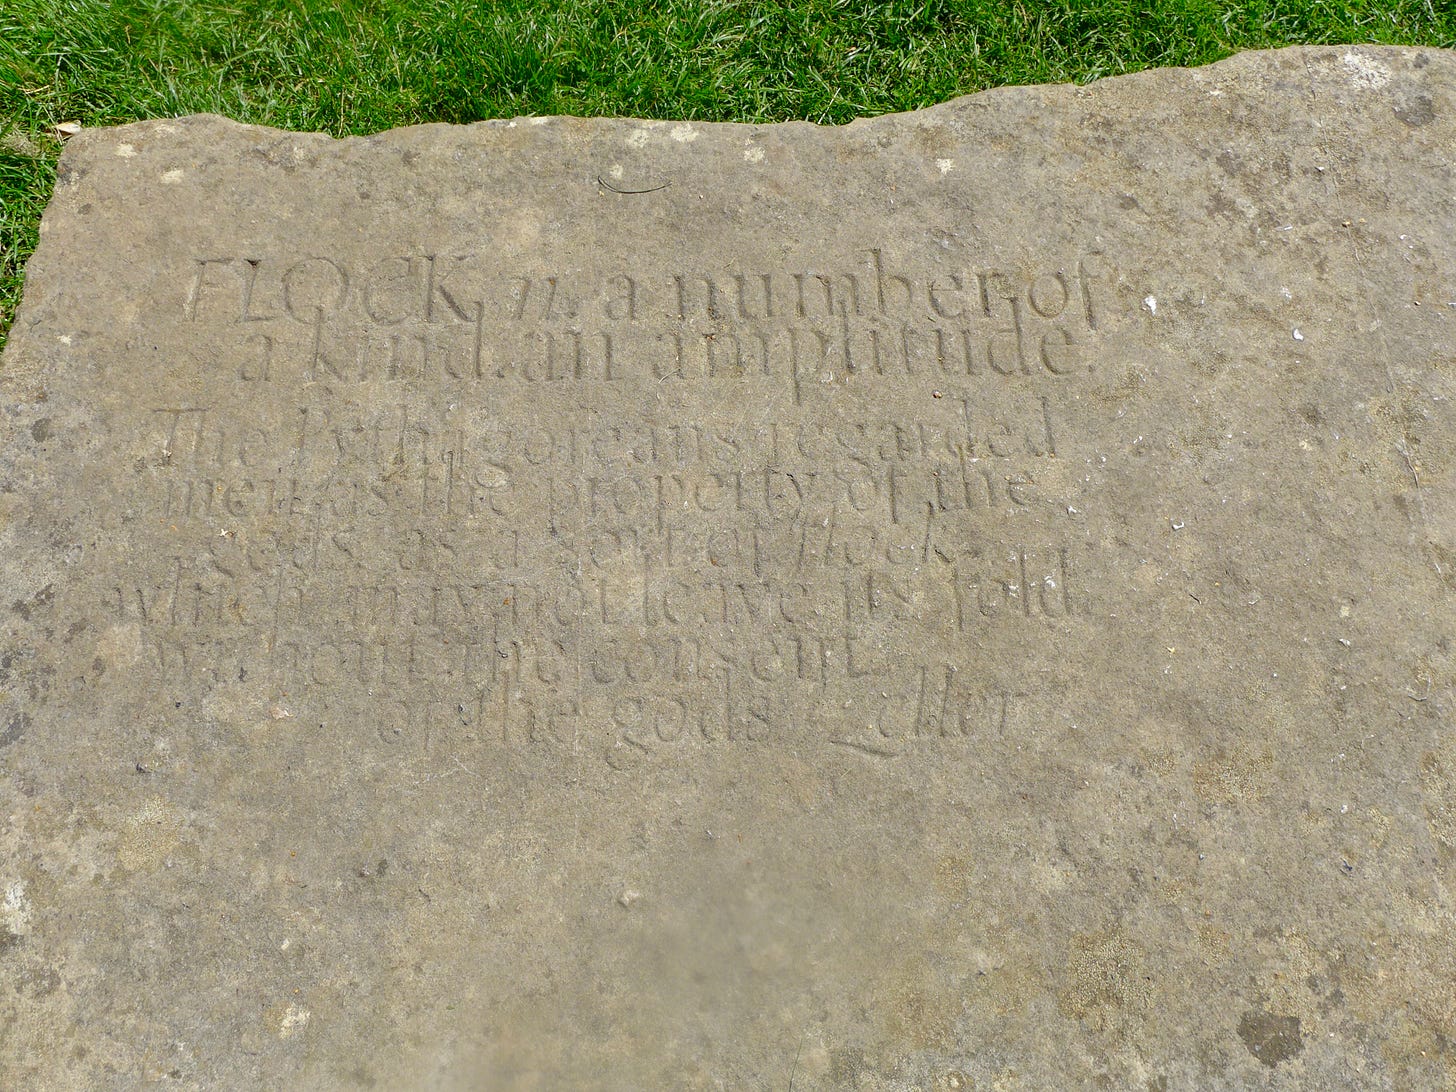 FLOCK n. a number of
a kind. an amplitude.
The Pythagoreans regarded
men as the property of the
gods, as a sort of flock,
which may not leave its fold
without the consent
of the gods Zeller